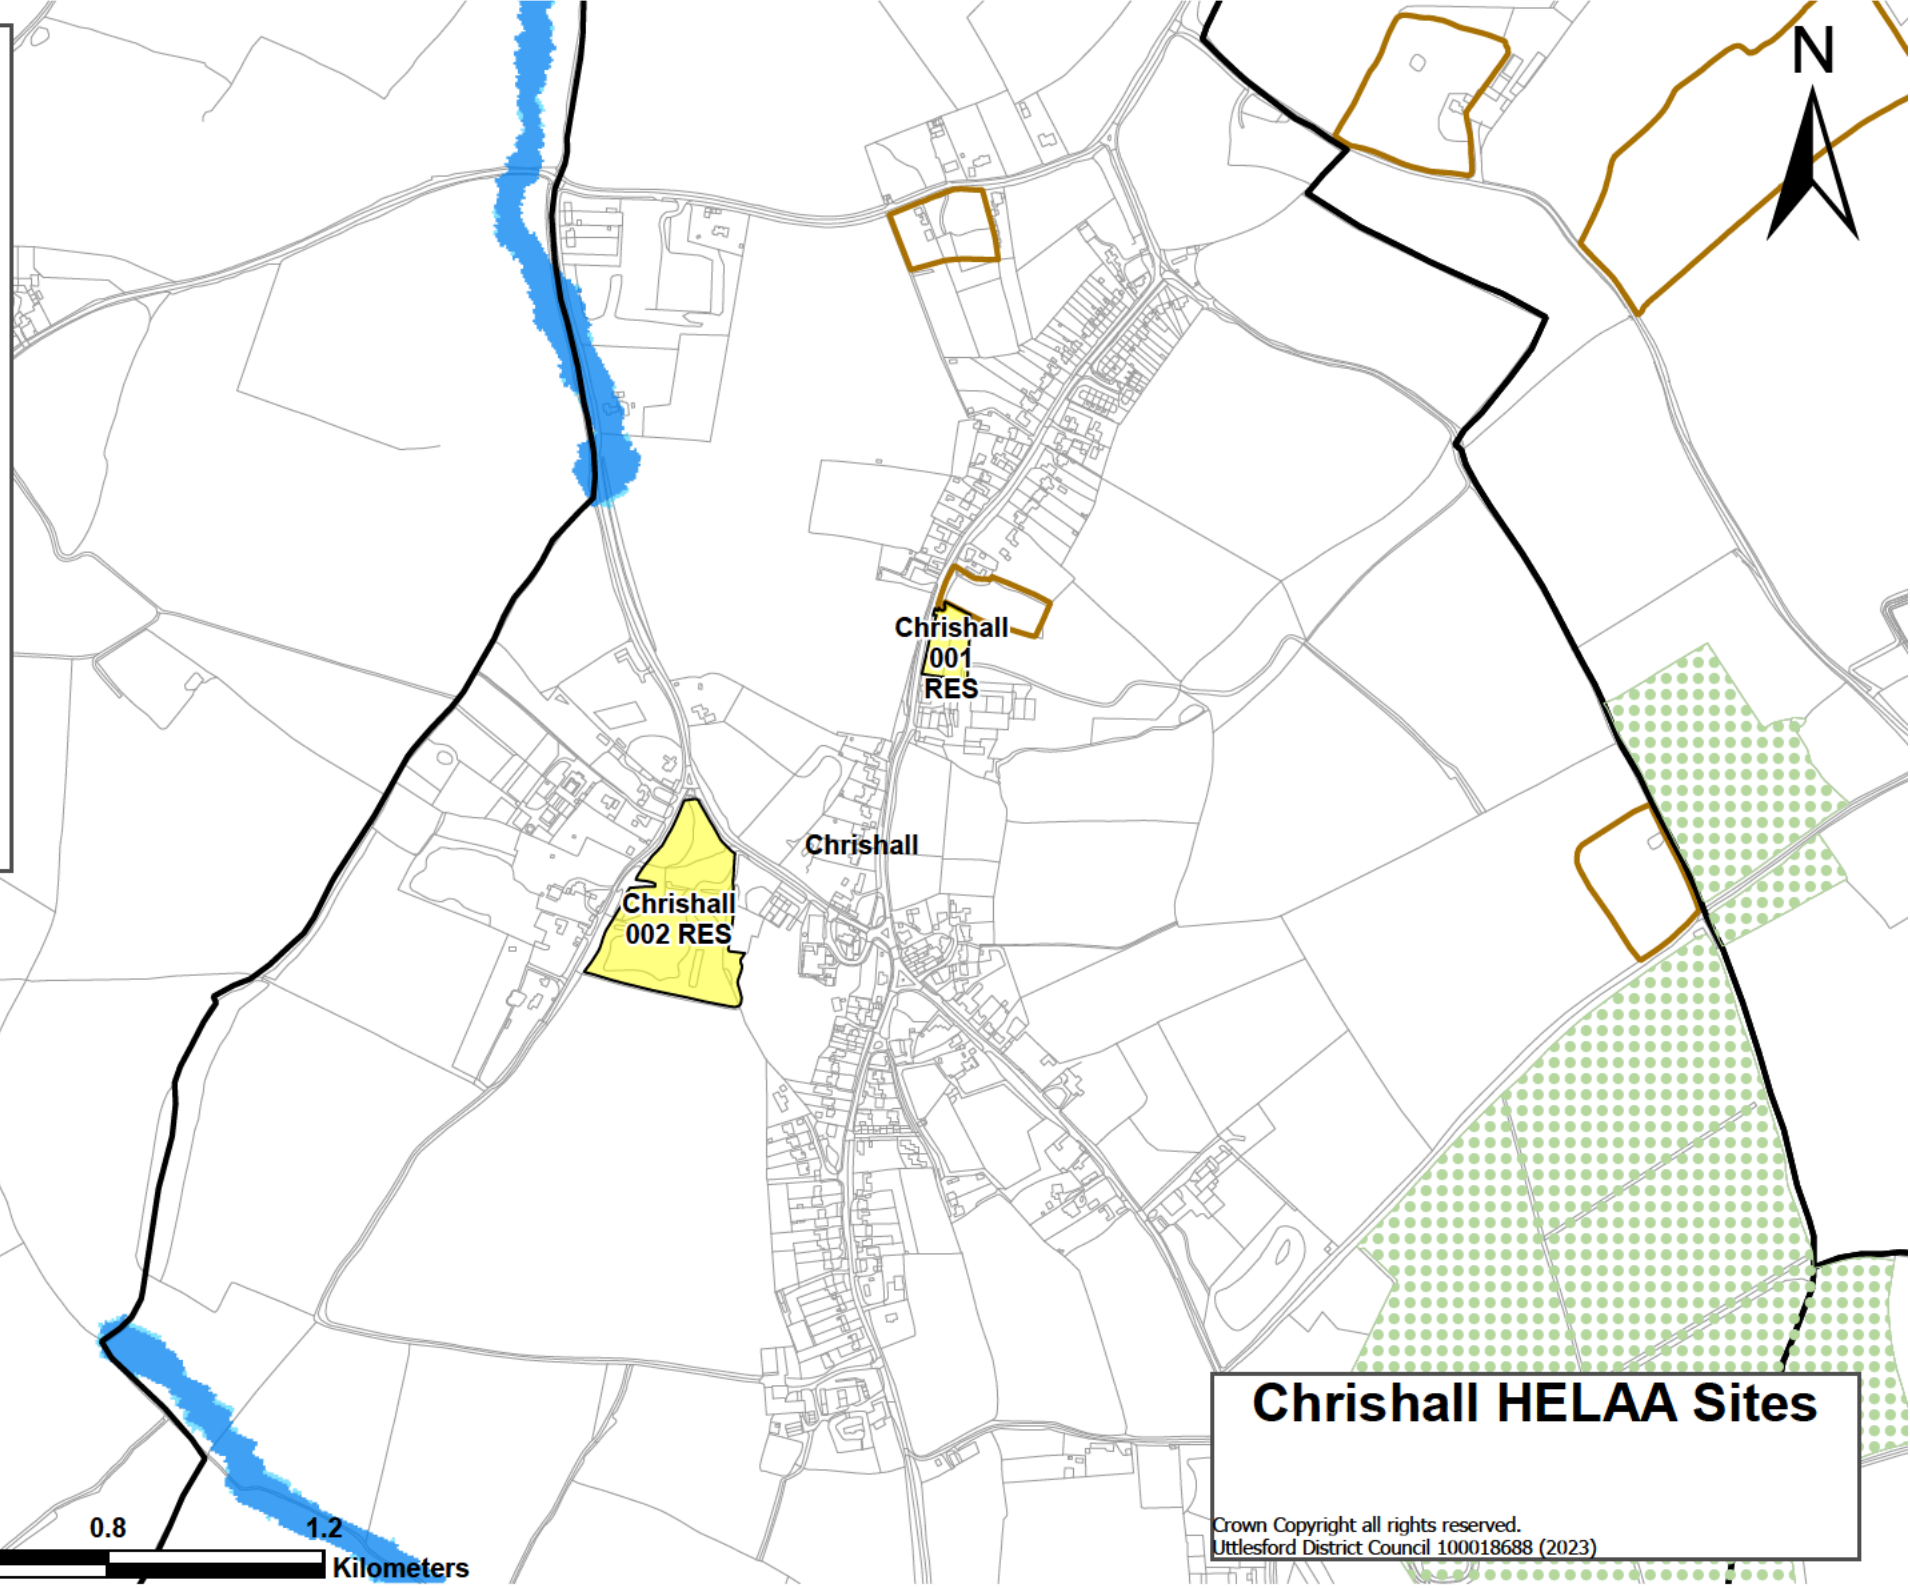 N
Chrishall
001
RES
Chrishall
Chrishall
002 RES
Chrishall HELAA Sites
Crown Copyright all rights reserved.
Uttlesford District Council 100018688 (2023)
0.8
1.2
Kilometers